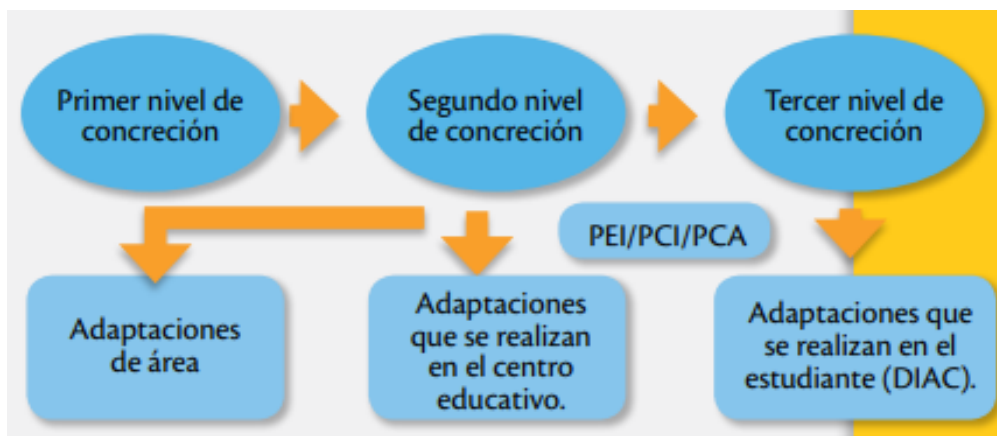 Primer nivel de
concreción
Segundo nivel
de concreción
Tercer nivel de
concreción
PEI/PCI/PCA
Adaptaciones
de área
Adaptaciones
que se realizan
en el centro
educativo.
Adaptaciones que
se realizan en el
estudiante (DIAC).